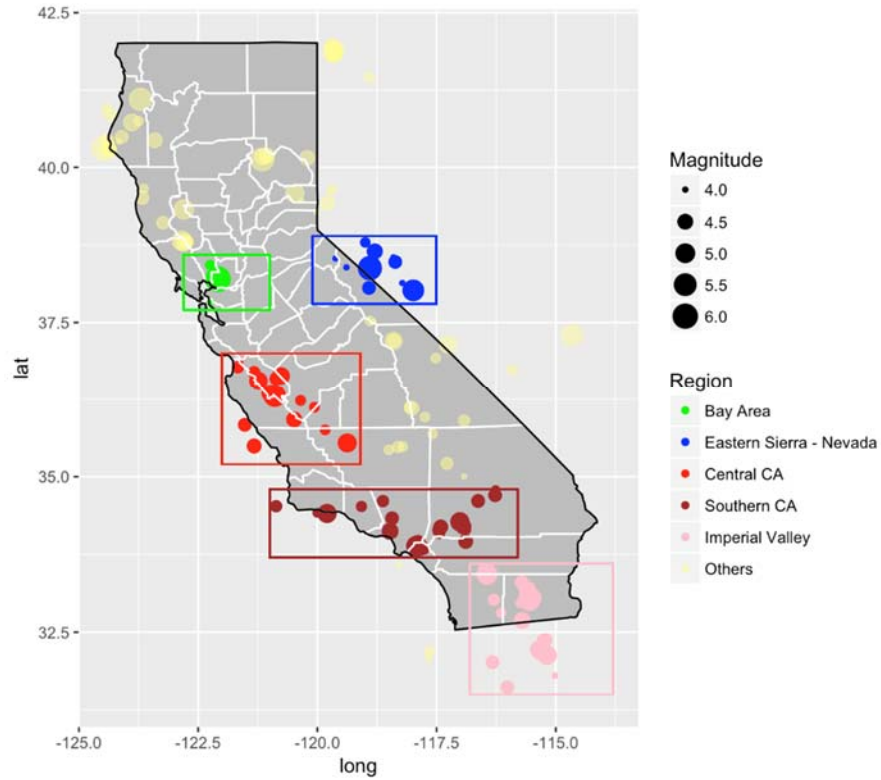 42.5
40.0
37.5
35.0
32.5
lat
-125.0
-122.5
-120.0
-117.5
-115.0
long
Magnitude
4.0
4.5
5.0
5.5
6.0
Region
Bay Area
Eastern Sierra - Nevada
Central CA
Southern CA
Imperial Valley
Others